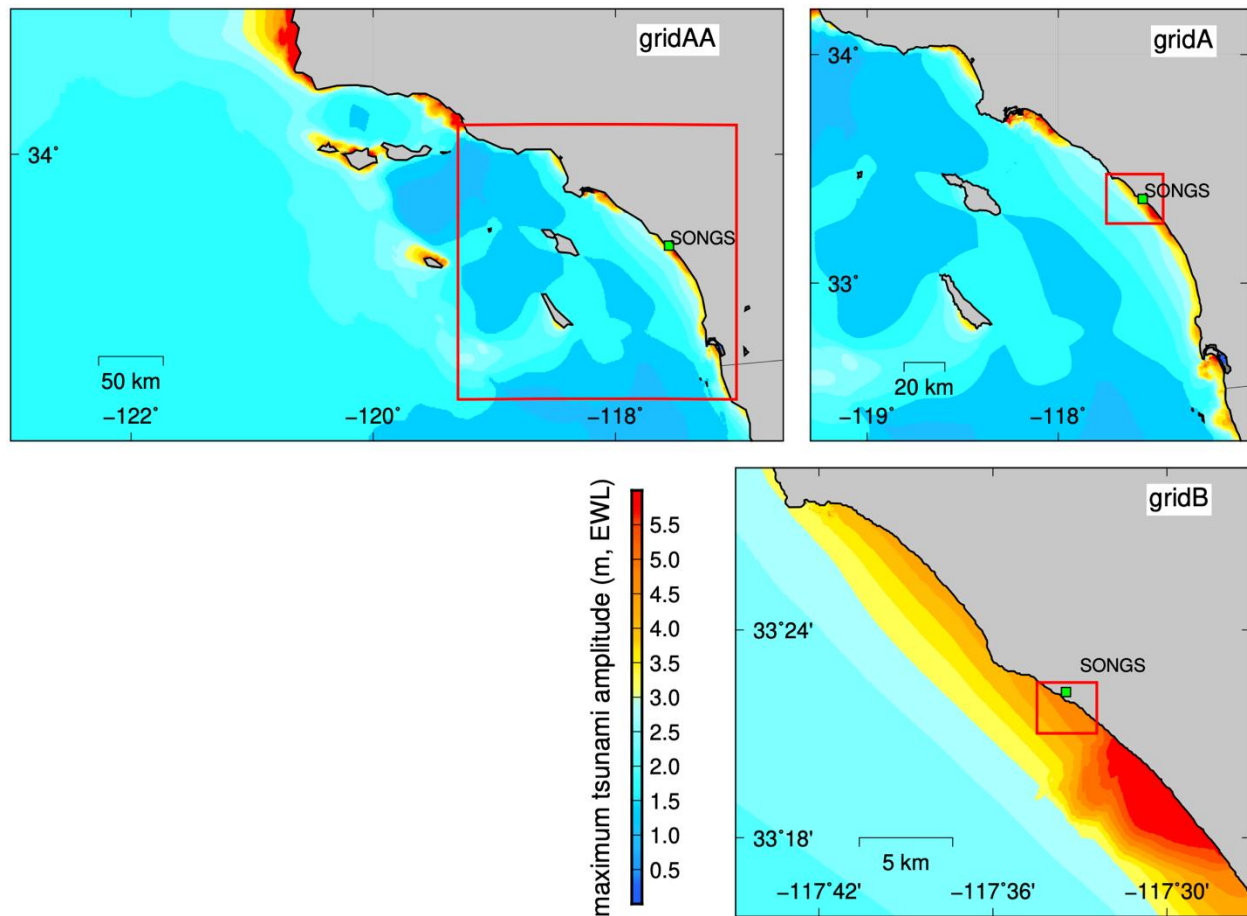 gridAA
34˚
SONGS
50 km
−122˚
−120˚
−118˚
gridA
34˚
SONGS
33˚
20 km
−119˚
−118˚
maximum tsunami amplitude (m, EWL)
5.5
5.0
4.5
4.0
3.5
3.0
2.5
2.0
1.5
1.0
0.5
gridB
33˚24'
SONGS
33˚18'
5 km
−117˚42'
−117˚36'
−117˚30'